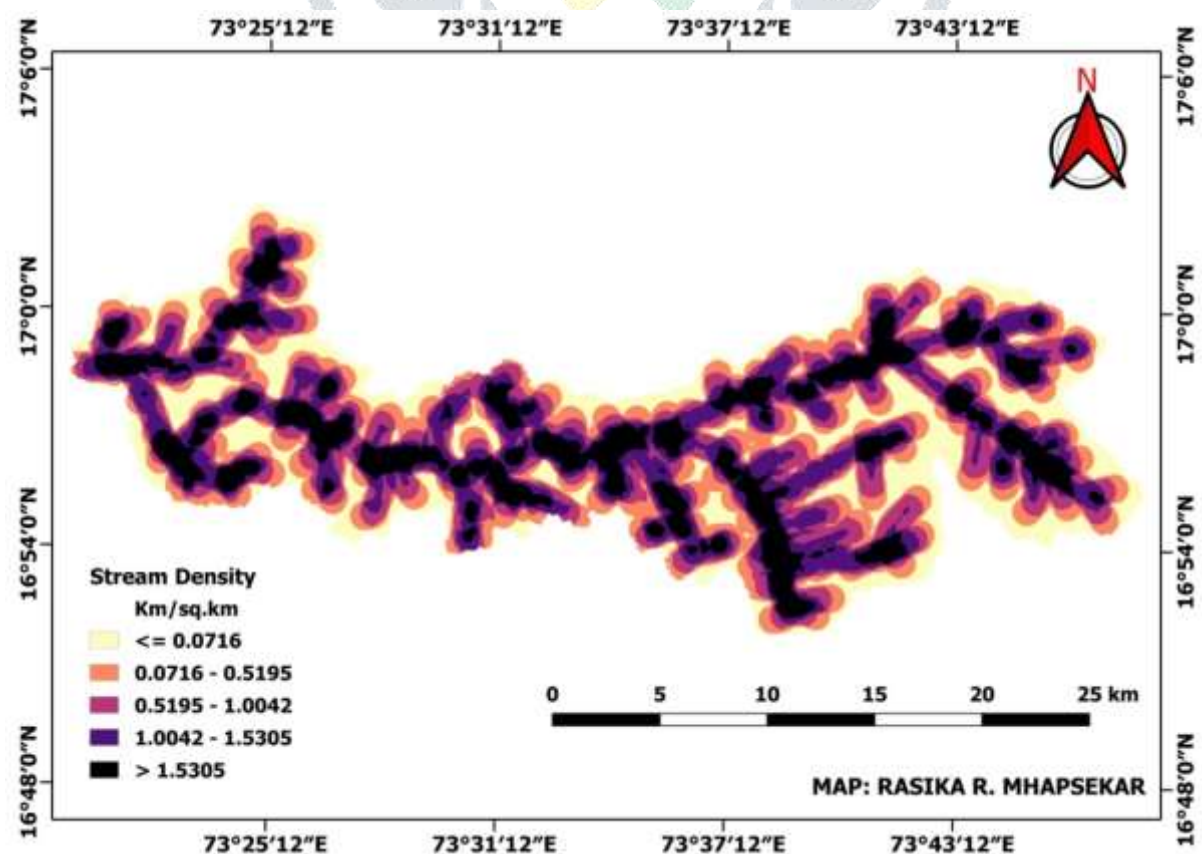 73°25′12″E 73°31′12″E 73°37′12″E 73°43′12″E
17°6′0″N
17°6′0″N
N
17°0′0″N
17°0′0″N
16°54′0″N
16°54′0″N
Stream Density
Km/sq.km
<= 0.0716
0.0716 - 0.5195
0.5195 - 1.0042
1.0042 - 1.5305
> 1.5305
0 5 10 15 20 25 km
16°48′0″N
16°48′0″N
MAP: RASIKA R. MHAPSEKAR
73°25′12″E 73°31′12″E 73°37′12″E 73°43′12″E